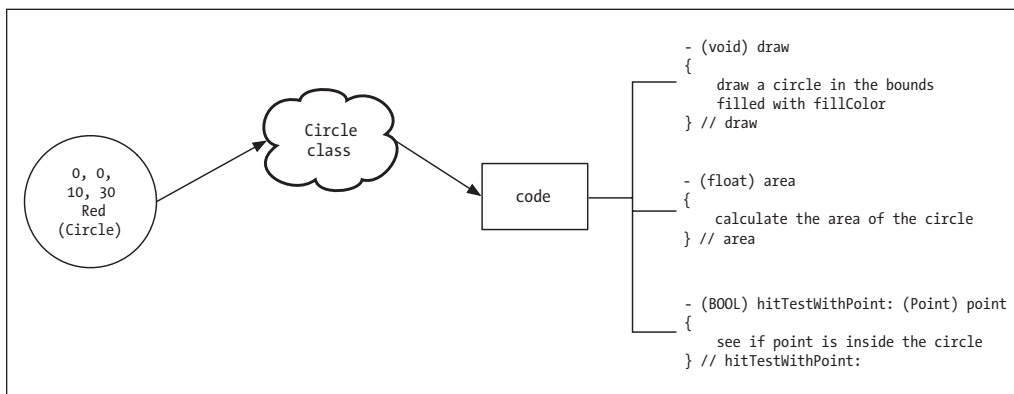 0, 0,
10, 30
Red
(Circle)
Circle
class
code
- (void) draw
{
draw a circle in the bounds
filled with fillColor
} // draw
- (float) area
{
calculate the area of the circle
} // area
- (BOOL) hitTestWithPoint: (Point) point
{
see if point is inside the circle
} // hitTestWithPoint: